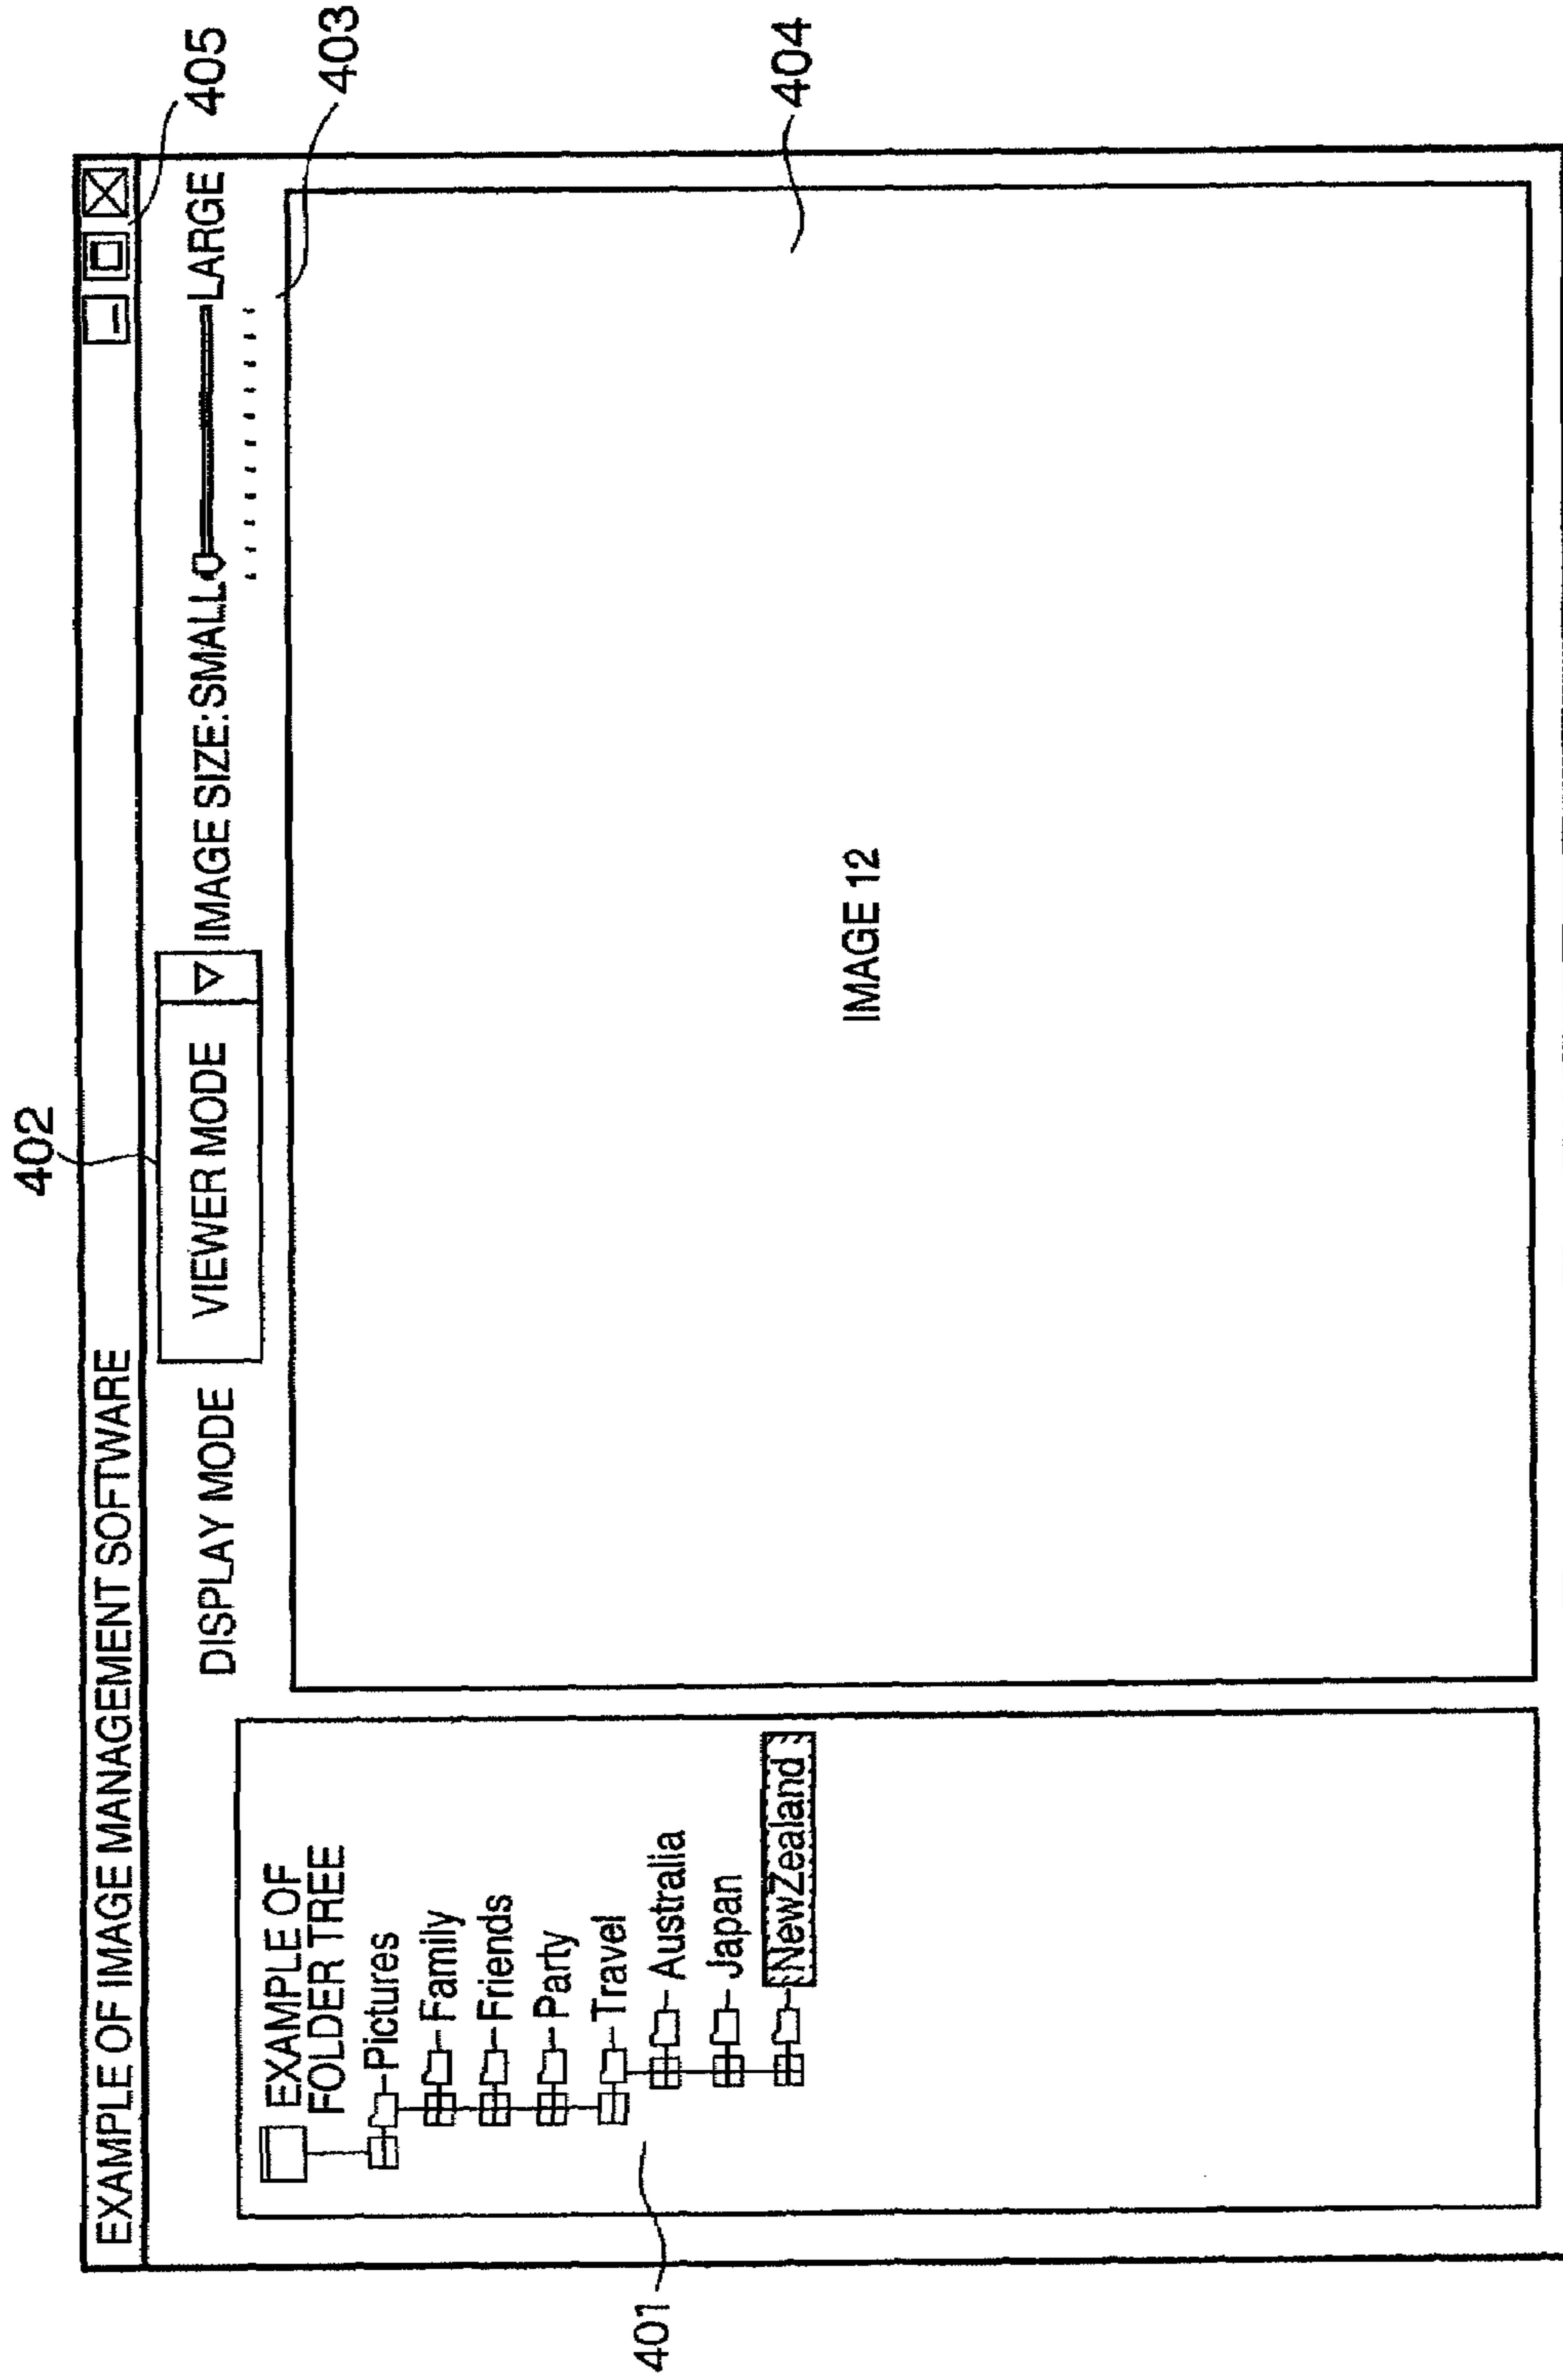 402
EXAMPLE OF IMAGE MANAGEMENT SOFTWARE
405
DISPLAY MODE
VIEWER MODE
IMAGE SIZE:SMALL
LARGE
403
EXAMPLE OF
FOLDER TREE
Pictures
Family
Friends
Party
Travel
Australia
Japan
NewZealand
401
IMAGE 12
404